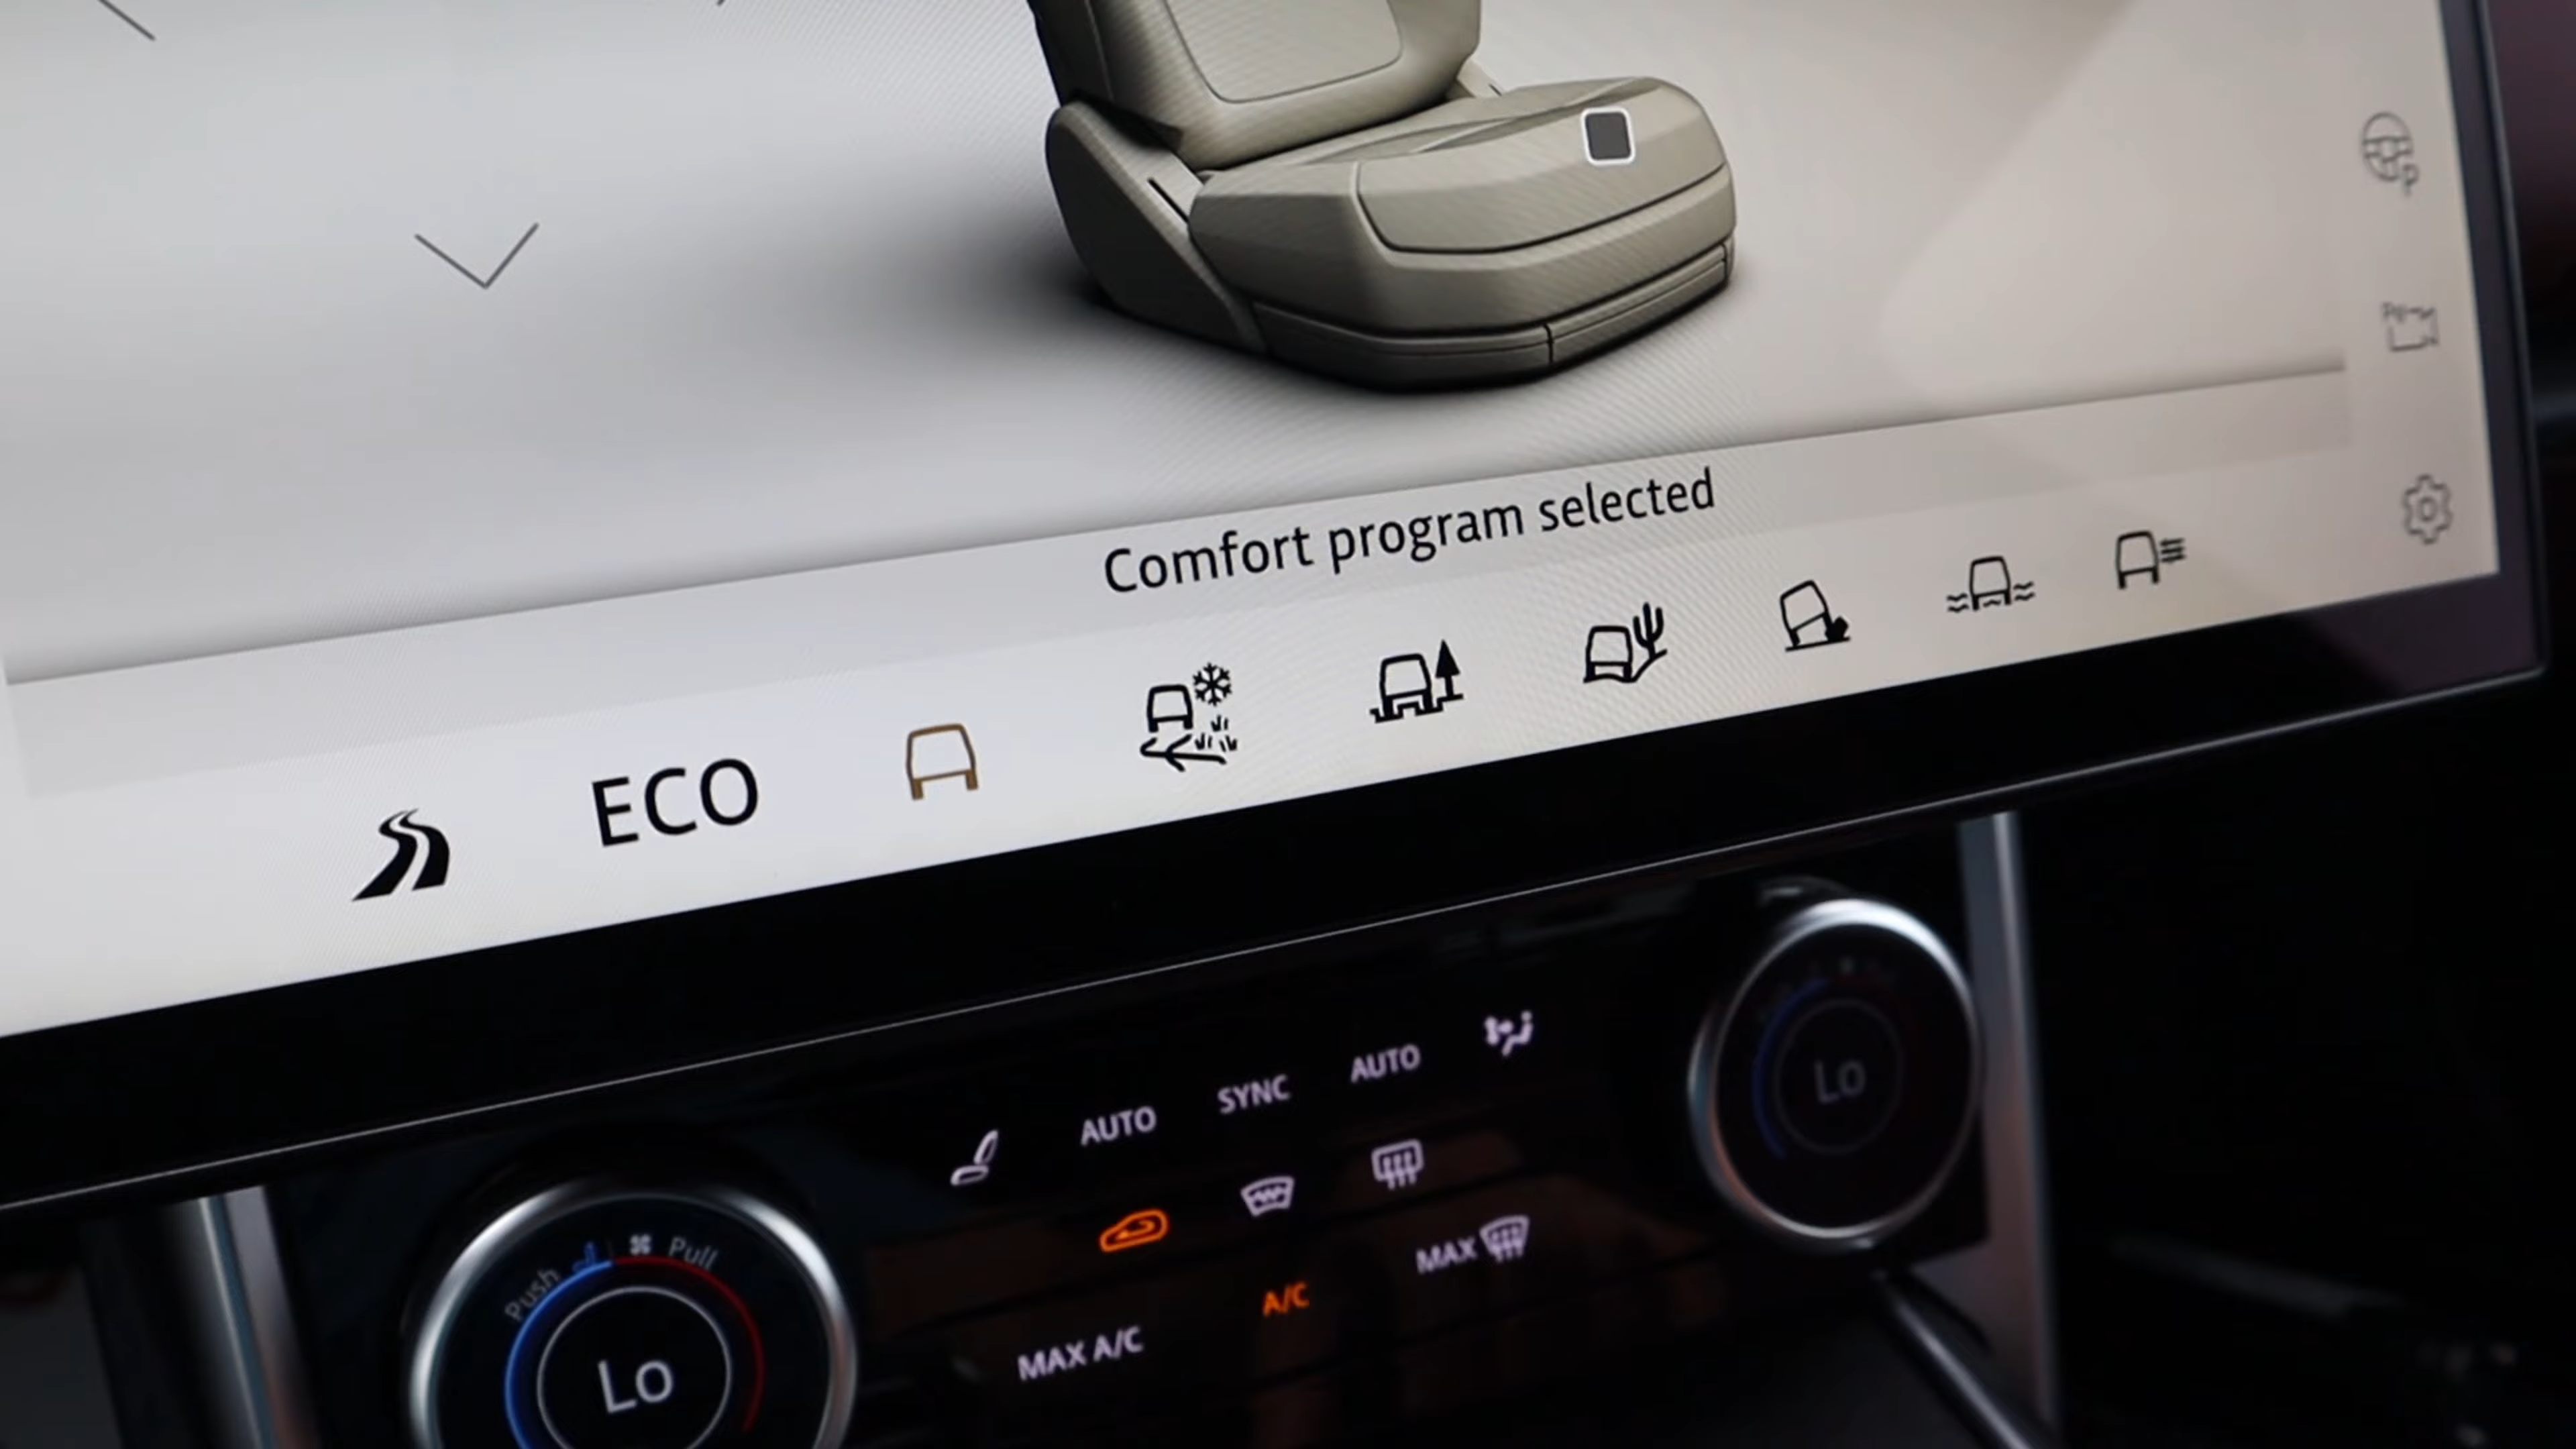 Comfort program selected
ECO
AUTO SYNC AUTO
MAX
A/C
MAX A/C
Push Pull
Lo
Lo